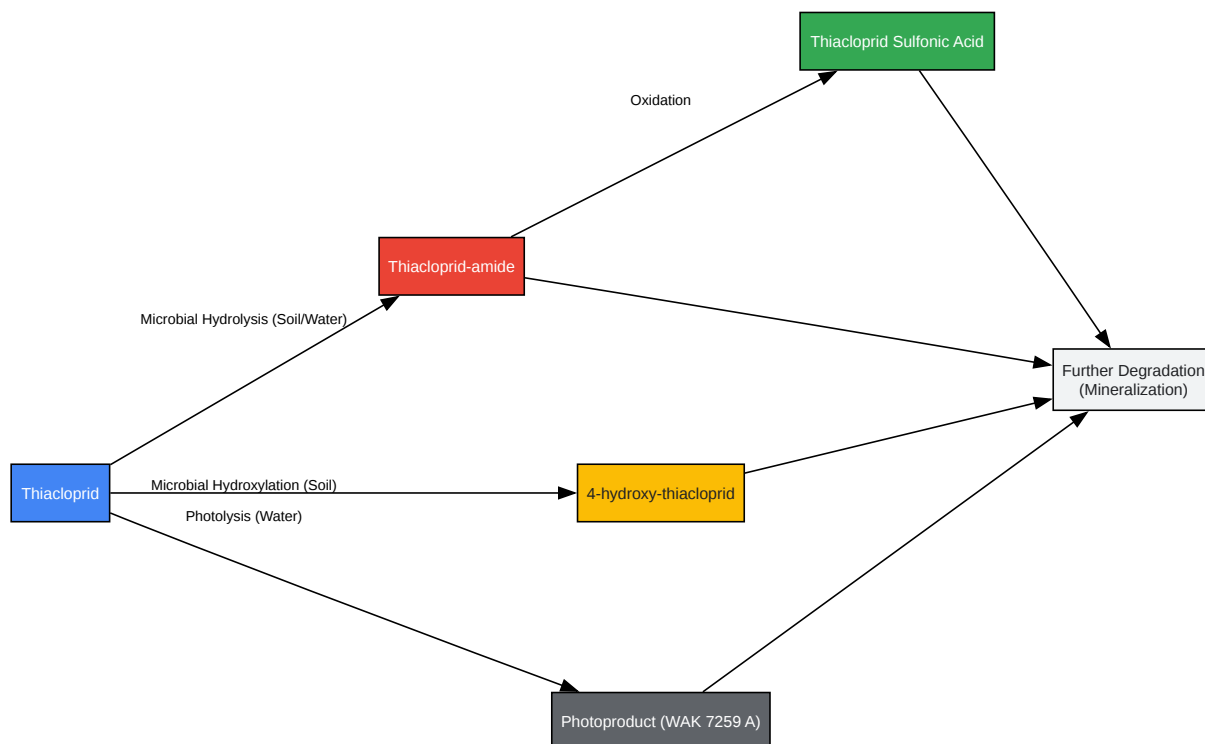 Thiacloprid Sulfonic Acid
Oxidation
Thiacloprid-amide
Microbial Hydrolysis (Soil/Water)
Further Degradation
(Mineralization)
Thiacloprid
Microbial Hydroxylation (Soil)
4-hydroxy-thiacloprid
Photolysis (Water)
Photoproduct (WAK 7259 A)